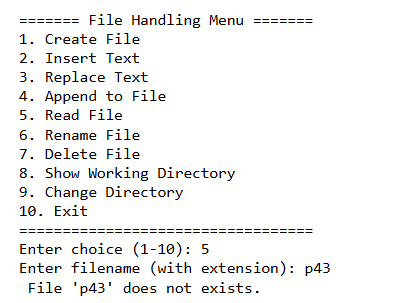 ======= File Handling Menu =======
1. Create File
2. Insert Text
3. Replace Text
4. Append to File
5. Read File
6. Rename File
7. Delete File
8. Show Working Directory
9. Change Directory
10. Exit
==================================
Enter choice (1-10): 5
Enter filename (with extension): p43
 File 'p43' does not exists.